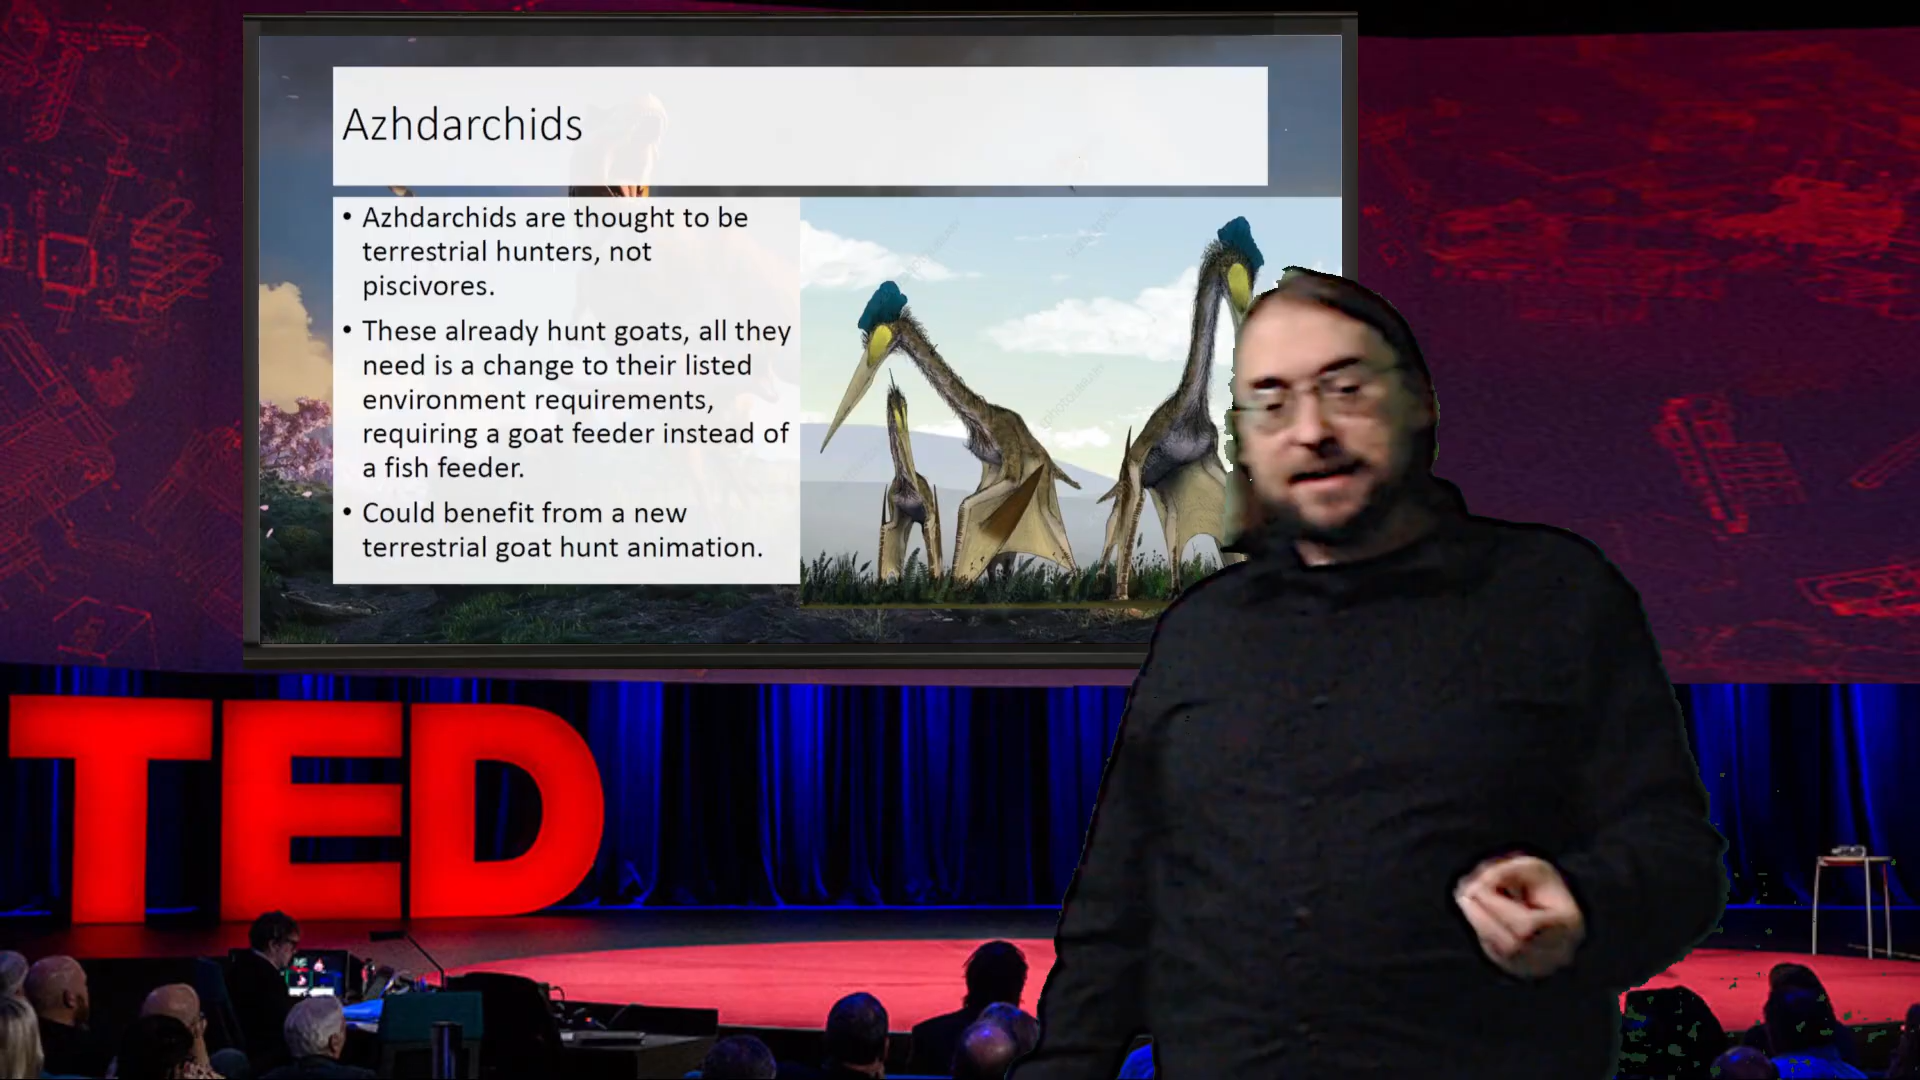 Azhdarchids
• Azhdarchids are thought to be
terrestrial hunters, not
piscivores.
• These already hunt goats, all they
need is a change to their listed
environment requirements,
requiring a goat feeder instead of
a fish feeder.
• Could benefit from a new
terrestrial goat hunt animation.
TED